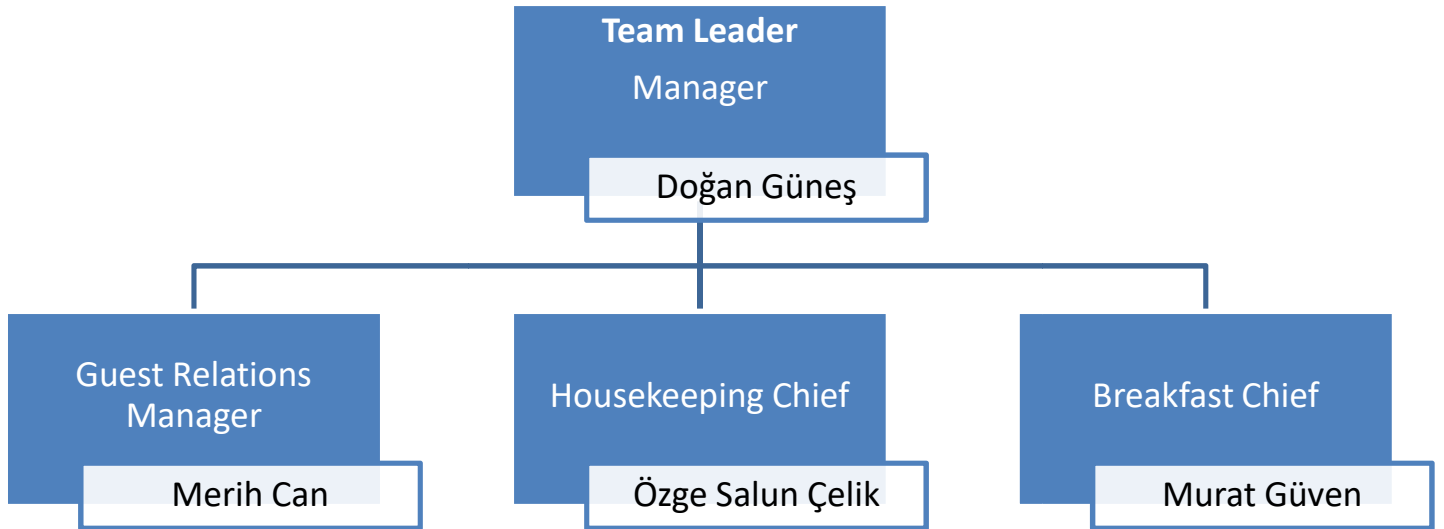 Team Leader
Manager
Doğan Güneş
Guest Relations
Manager
Merih Can
Housekeeping Chief
Özge Salun Çelik
Breakfast Chief
Murat Güven